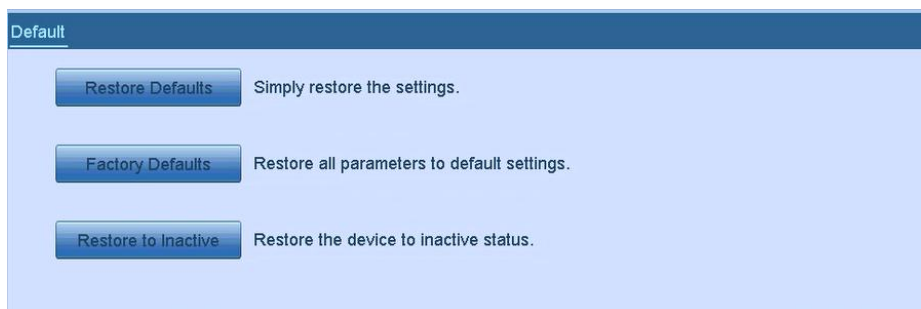 Default
Restore Defaults Simply restore the settings.
Factory Defaults Restore all parameters to default settings.
Restore to Inactive Restore the device to inactive status.